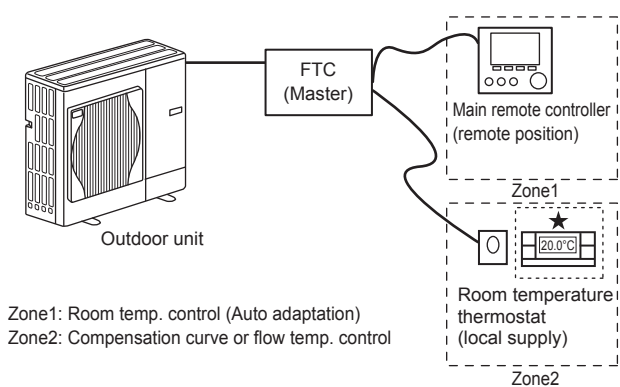 FTC
(Master)
Main remote controller
(remote position)
Zone1
Outdoor unit
20.0°C
Room temperature
thermostat
(local supply)
Zone1: Room temp. control (Auto adaptation)
Zone2: Compensation curve or flow temp. control
Zone2